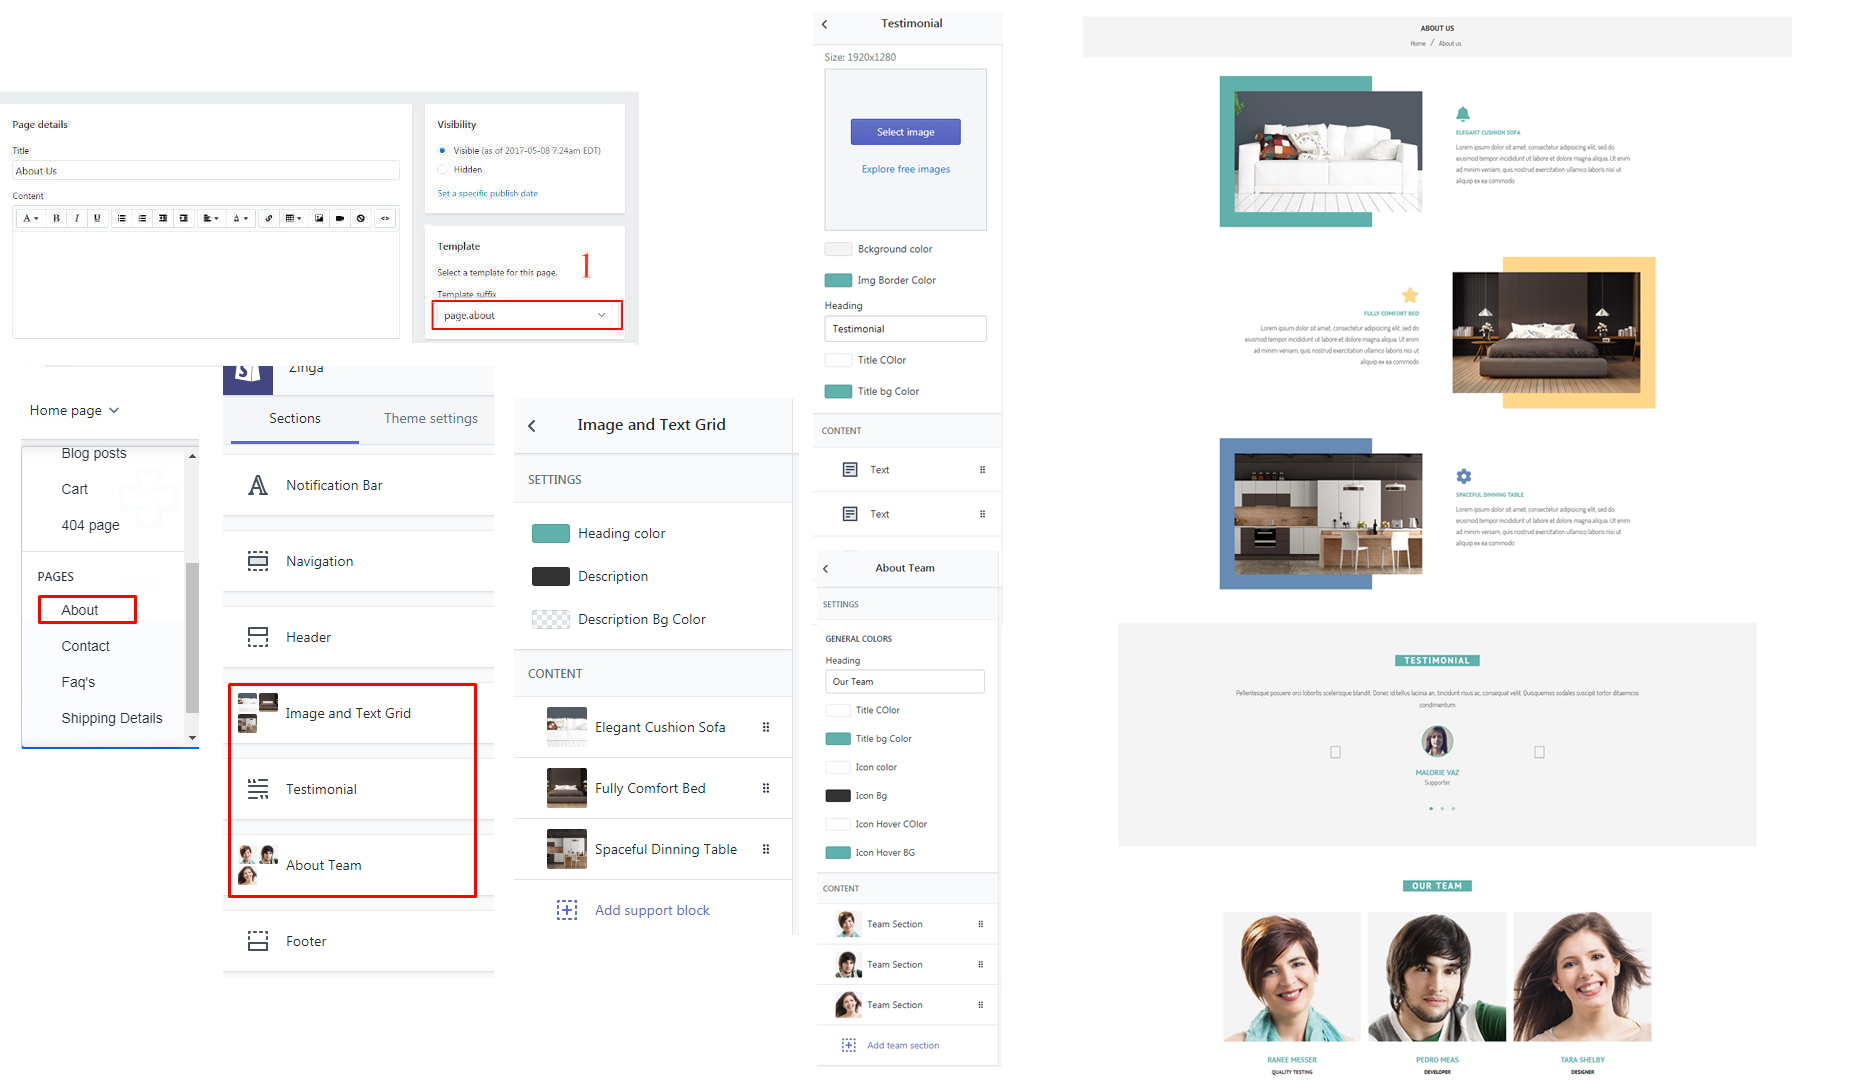 Page details
Title
About Us
Content
Visibility
Visible (as of 2017-05-08 7:24am EDT)
Hidden
Set a specific publish date
Template
Select a template for this page.
1
Template suffix
page.about
Home page
Blog posts
Cart
404 page
PAGES
About
Contact
Faq's
Shipping Details
Zinga
Sections
Theme settings
Notification Bar
Navigation
Header
Image and Text Grid
Testimonial
About Team
Footer
Image and Text Grid
SETTINGS
Heading color
Description
Description Bg Color
CONTENT
Elegant Cushion Sofa
Fully Comfort Bed
Spaceful Dinning Table
Add support block
Testimonial
Size: 1920x1280
Select image
Explore free images
Bckground color
Img Border Color
Heading
Testimonial
Title COlor
Title bg Color
CONTENT
Text
Text
About Team
SETTINGS
GENERAL COLORS
Heading
Our Team
Title COlor
Title bg Color
Icon color
Icon Bg
Icon Hover COlor
Icon Hover BG
CONTENT
Team Section
Team Section
Team Section
Add team section
ABOUT US
Home / About us
ELEGANT CUSHION SOFA
Lorem ipsum dolor sit amet, consectetur adipisicing elit, sed do
eiusmod tempor incididunt ut labore et dolore magna aliqua. Ut enim
ad minim veniam, quis nostrud exercitation ullamco laboris nisi ut
aliquip ex ea commodo
FULLY COMFORT BED
Lorem ipsum dolor sit amet, consectetur adipisicing elit, sed do
eiusmod tempor incididunt ut labore et dolore magna aliqua. Ut enim
ad minim veniam, quis nostrud exercitation ullamco laboris nisi ut
aliquip ex ea commodo
SPACEFUL DINNING TABLE
Lorem ipsum dolor sit amet, consectetur adipisicing elit, sed do
eiusmod tempor incididunt ut labore et dolore magna aliqua. Ut enim
ad minim veniam, quis nostrud exercitation ullamco laboris nisi ut
aliquip ex ea commodo
TESTIMONIAL
Pellentesque posuere orci lobortis scelerisque blandit. Donec id tellus lacinia an, tincidunt risus ac, consequat velit. Quisquemos sodales suscipit tortor ditaemcos
condimentum
MALORIE VAZ
Supporter
OUR TEAM
RANEE MESSER
QUALITY TESTING
PEDRO MEAS
DEVELOPER
TARA SHELBY
DESIGNER